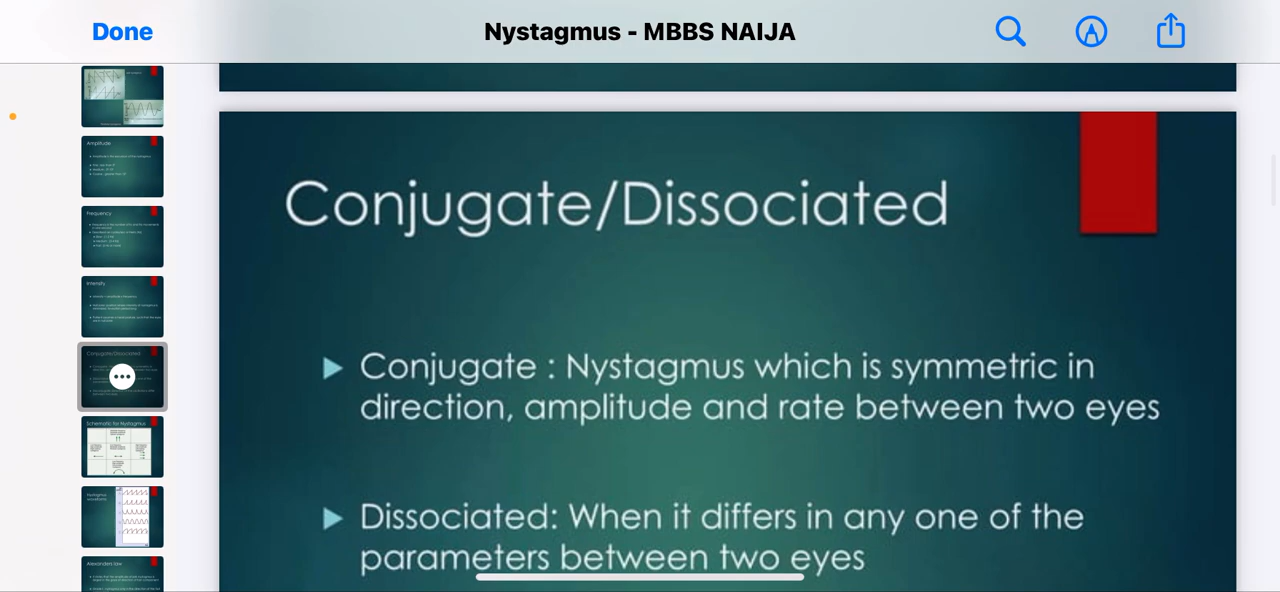 Done
Nystagmus - MBBS NAIJA
Amplitude
Frequency
Intensity
Conjugate/Dissociated
Schematic for Nystagmus
Nystagmus
waveforms
Alexanders law
Conjugate/Dissociated
Conjugate : Nystagmus which is symmetric in
direction, amplitude and rate between two eyes
Dissociated: When it differs in any one of the
parameters between two eyes